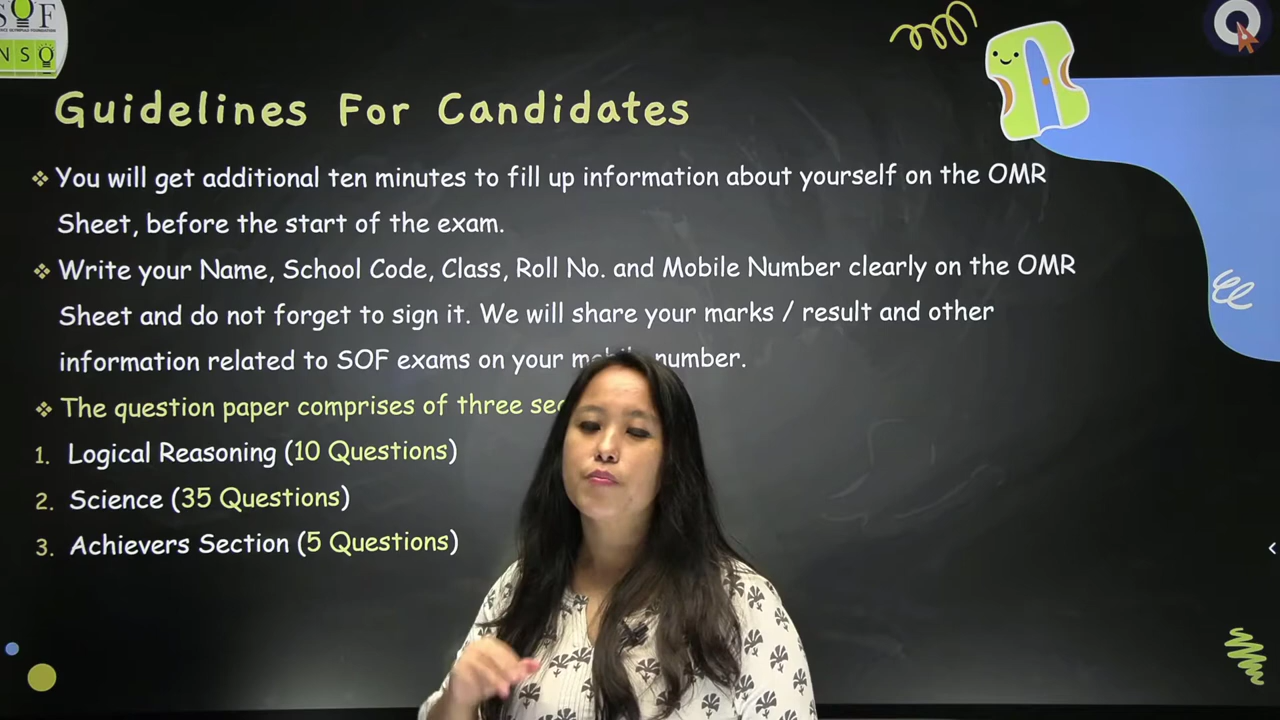 SOF
NSO
Guidelines For Candidates
You will get additional ten minutes to fill up information about yourself on the OMR
Sheet, before the start of the exam.
Write your Name, School Code, Class, Roll No. and Mobile Number clearly on the OMR
Sheet and do not forget to sign it. We will share your marks / result and other
information related to SOF exams on your number.
The question paper comprises of three
1. Logical Reasoning (10 Questions)
2. Science (35 Questions)
3. Achievers Section (5 Questions)